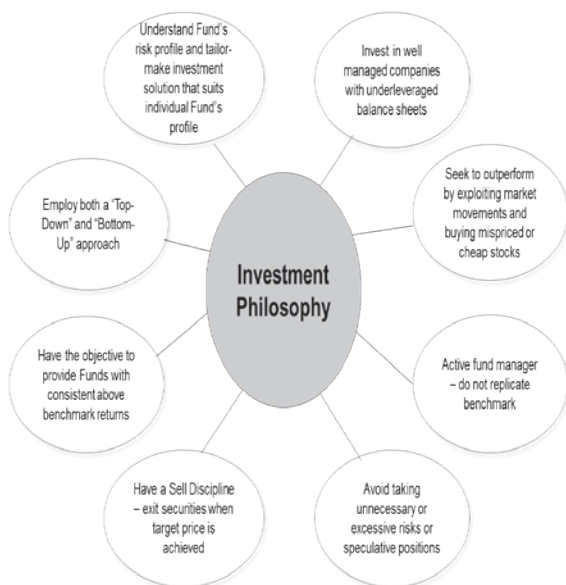 Understand Fund's
risk profile and tailor-
make investment
solution that suits
individual Fund's
profile
Invest in well
managed companies
with underleveraged
balance sheets
Employ both a "Top-
Down" and "Bottom-
Up" approach
Seek to outperform
by exploiting market
movements and
buying mispriced or
cheap stocks
Investment
Philosophy
Have the objective to
provide Funds with
consistent above
benchmark returns
Active fund manager
– do not replicate
benchmark
Have a Sell Discipline
– exit securities when
target price is
achieved
Avoid taking
unnecessary or
excessive risks or
speculative positions